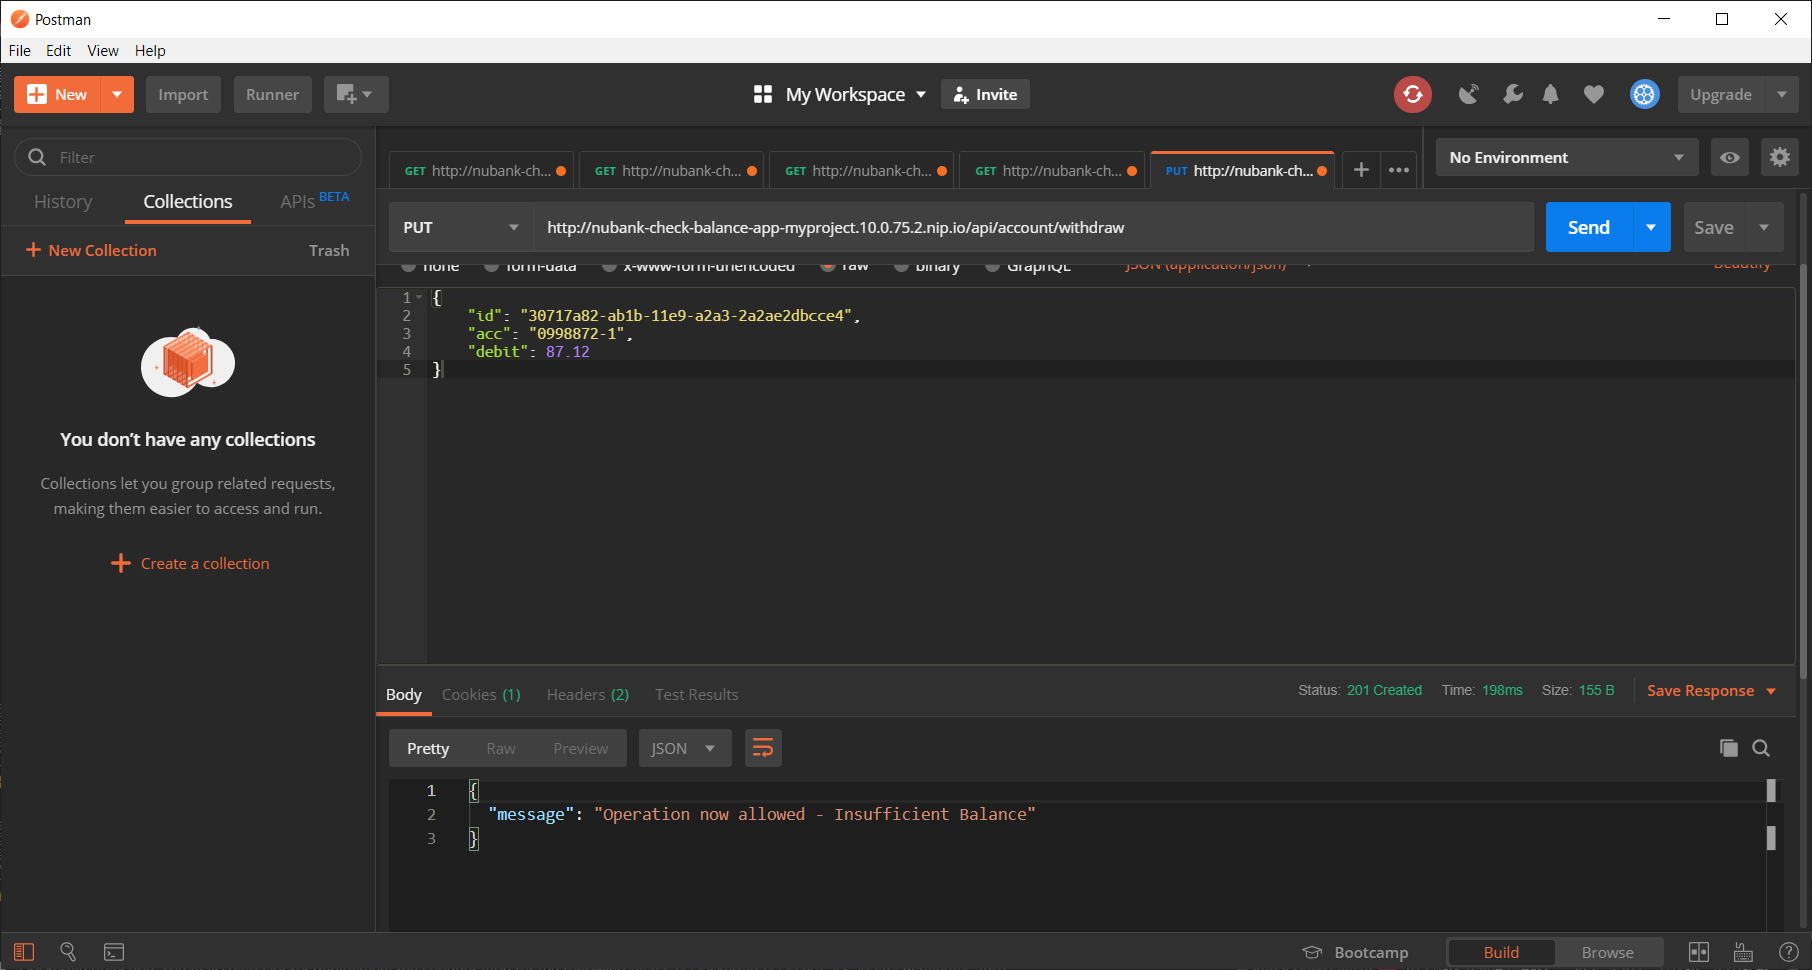 Postman
File Edit View Help
New Import Runner My Workspace Invite Upgrade
Filter
History Collections APIs BETA
New Collection Trash
You don't have any collections
Collections let you group related requests,
making them easier to access and run.
Create a collection
GET http://nubank-ch... GET http://nubank-ch... GET http://nubank-ch... GET http://nubank-ch... PUT http://nubank-ch... No Environment
PUT http://nubank-check-balance-app-myproject.10.0.75.2.nip.io/api/account/withdraw Send Save
none form-data x-www-form-urlencoded raw binary GraphQL JSON (application/json) Beautify
1 {
2 "id": "30717a82-ab1b-11e9-a2a3-2a2ae2dbcce4",
3 "acc": "0998872-1",
4 "debit": 87.12
5 }
Body Cookies (1) Headers (2) Test Results Status: 201 Created Time: 198ms Size: 155 B Save Response
Pretty Raw Preview JSON
1 {
2 "message": "Operation now allowed - Insufficient Balance"
3 }
Bootcamp Build Browse